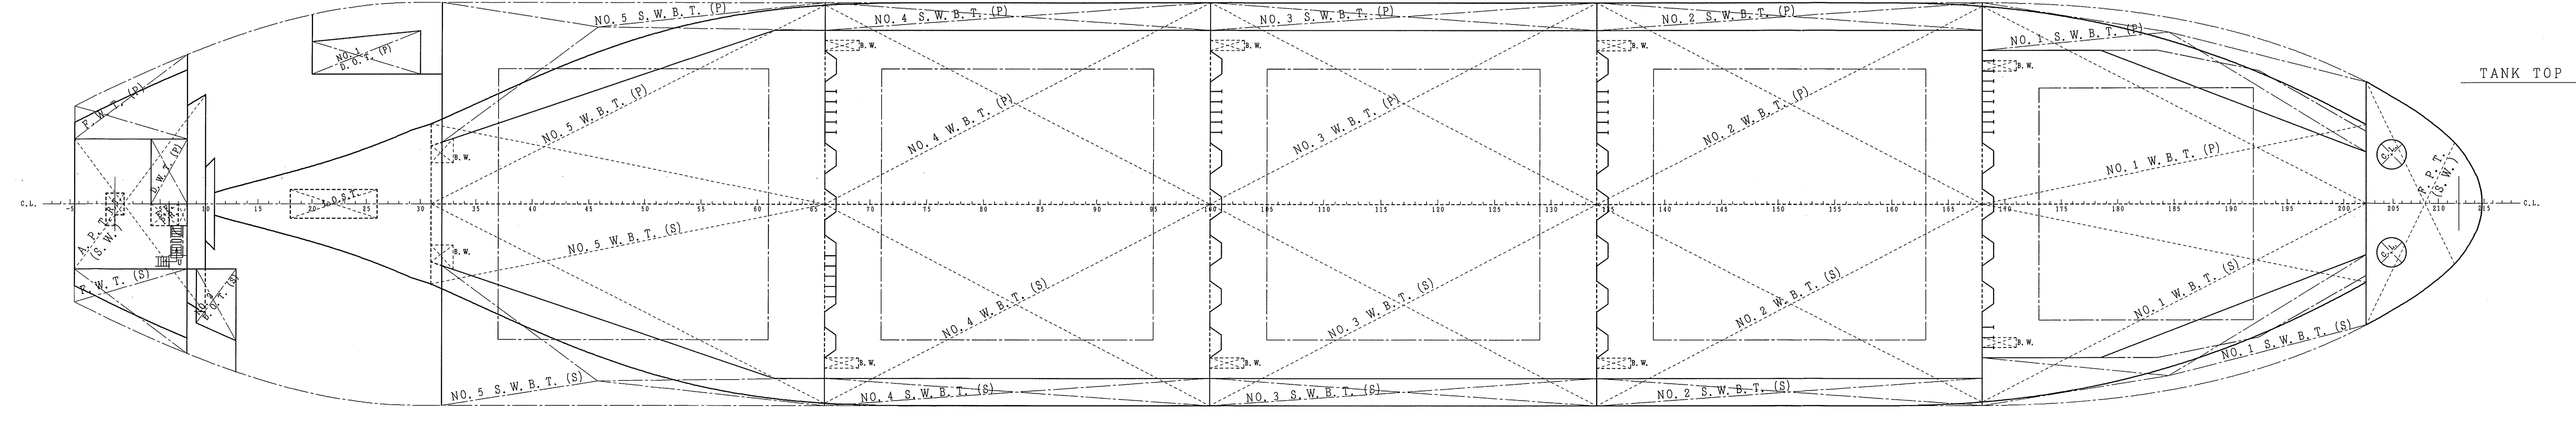 NO. 5 S. W. B. T. (P)
NO. 4 S. W. B. T. (P)
NO. 3 S. W. B. T. (P)
NO. 2 S. W. B. T. (P)
NO. 1 S. W. B. T. (P)
TANK TOP
NO. 1
D. O. T. (P)
B. W.
B. W.
B. W.
B. W.
F. W. T. (P)
NO. 5 W. B. T. (P)
NO. 4 W. B. T. (P)
NO. 3 W. B. T. (P)
NO. 2 W. B. T. (P)
NO. 1 W. B. T. (P)
D. W. T. (P)
B. W.
C. L.
F. P. T.
(S. W.)
C.L.
-5 10 15 20 25 30 35 40 45 50 55 60 65 70 75 80 85 90 95 140 105 110 115 120 125 130 135 140 145 150 155 160 165 170 175 180 185 190 195 200 205 210 215
C.L.
A. P. T.
(S. W.)
NO. 5 W. B. T. (S)
NO. 4 W. B. T. (S)
NO. 3 W. B. T. (S)
NO. 2 W. B. T. (S)
NO. 1 W. B. T. (S)
B. W.
C. L.
F. W. T. (S)
D. O. T. (S)
B. W.
B. W.
B. W.
B. W.
NO. 5 S. W. B. T. (S)
NO. 4 S. W. B. T. (S)
NO. 3 S. W. B. T. (S)
NO. 2 S. W. B. T. (S)
NO. 1 S. W. B. T. (S)